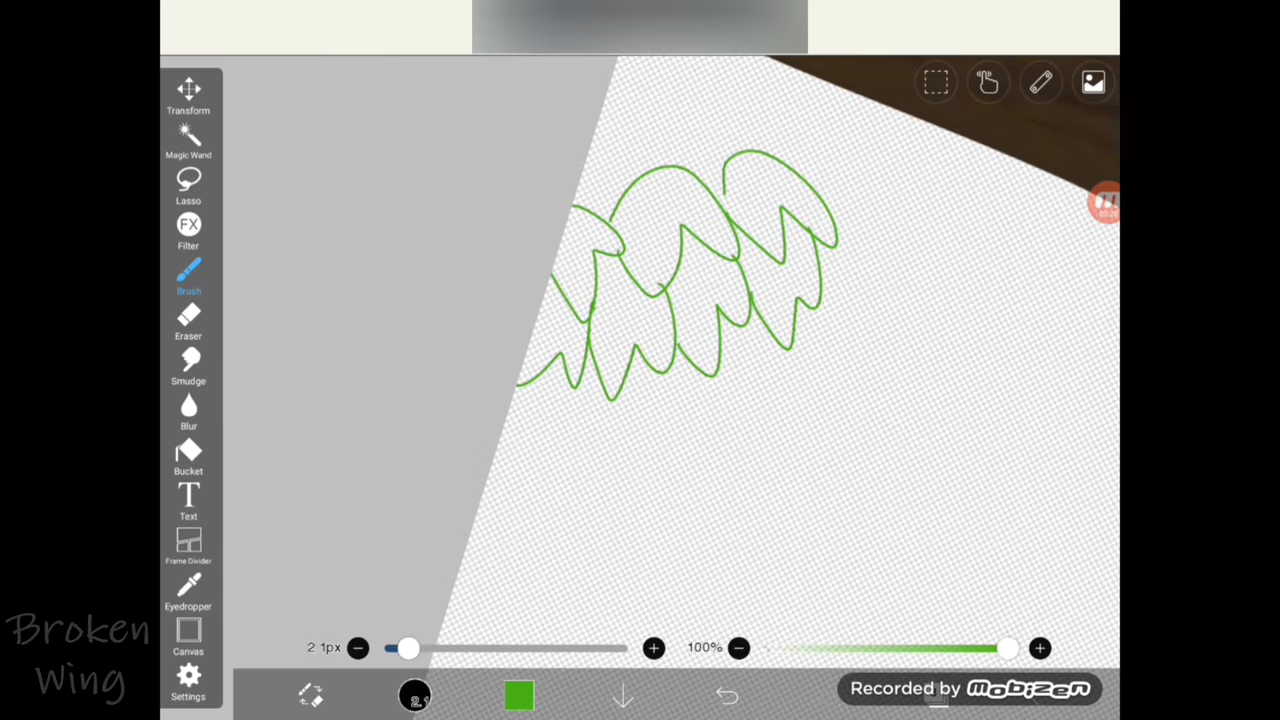 Transform
Magic Wand
Lasso
FX
Filter
Brush
Eraser
Smudge
Blur
Bucket
T
Text
Frame Divider
Eyedropper
Canvas
Settings
Broken
Wing
2.1px
100%
Recorded by mobizen